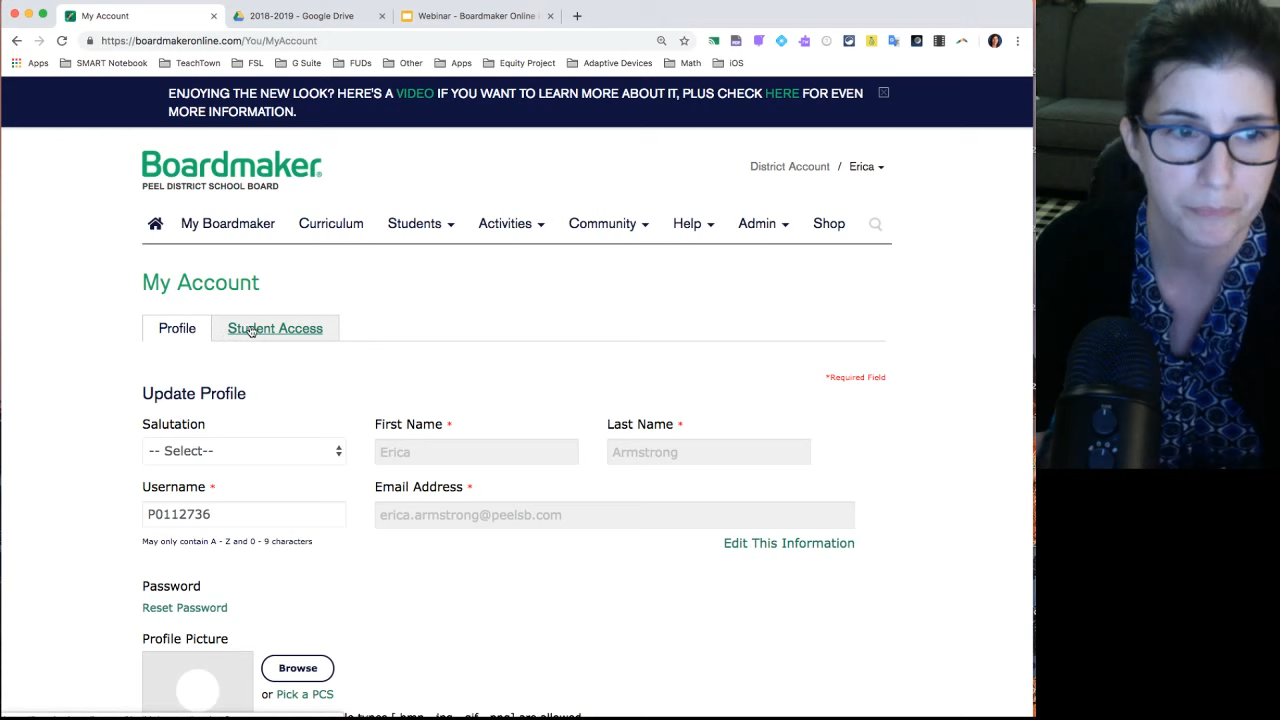 My Account
2018-2019 - Google Drive
Webinar - Boardmaker Online
https://boardmakeronline.com/You/MyAccount
Apps SMART Notebook TeachTown FSL G Suite FUDs Other Apps Equity Project Adaptive Devices Math iOS
ENJOYING THE NEW LOOK? HERE'S A VIDEO IF YOU WANT TO LEARN MORE ABOUT IT, PLUS CHECK HERE FOR EVEN
MORE INFORMATION.
Boardmaker®
PEEL DISTRICT SCHOOL BOARD
District Account / Erica
My Boardmaker Curriculum Students Activities Community Help Admin Shop
My Account
Profile Student Access
*Required Field
Update Profile
Salutation First Name * Last Name *
-- Select-- Erica Armstrong
Username * Email Address *
P0112736 erica.armstrong@peelsb.com
May only contain A - Z and 0 - 9 characters
Edit This Information
Password
Reset Password
Profile Picture
Browse
or Pick a PCS